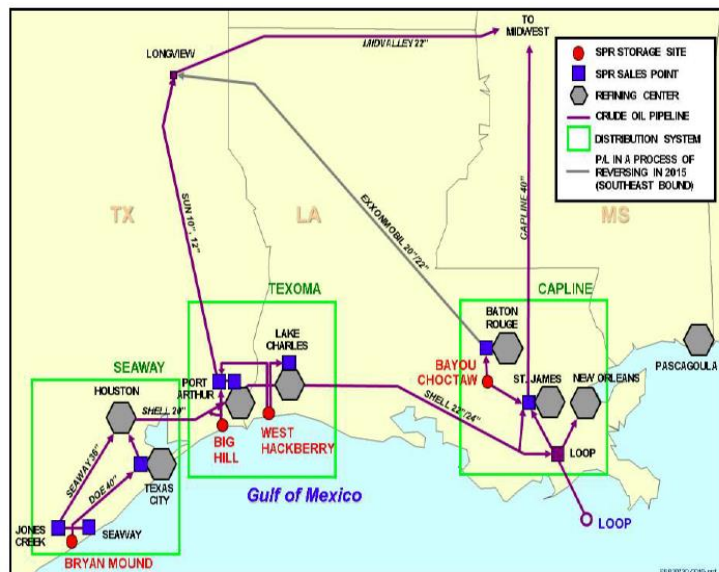 TO
MIDWEST
LONGVIEW
MIDVALLEY 22"
SPR STORAGE SITE
SPR SALES POINT
REFINING CENTER
CRUDE OIL PIPELINE
DISTRIBUTION SYSTEM
P/L IN A PROCESS OF
REVERSING IN 2015
(SOUTHEAST BOUND)
TX
LA
MS
SUN 10", 12"
EXXONMOBIL 20"/22"
CAPLINE 40"
TEXOMA
CAPLINE
LAKE
CHARLES
BATON
ROUGE
SEAWAY
PORT
ARTHUR
BAYOU
CHOCTAW
ST. JAMES
NEW ORLEANS
PASCAGOULA
HOUSTON
SHELL 20"
SHELL 22"/24"
BIG
HILL
WEST
HACKBERRY
LOOP
SEAWAY 36"
DOE 40"
TEXAS
CITY
Gulf of Mexico
LOOP
JONES
CREEK
SEAWAY
BRYAN MOUND